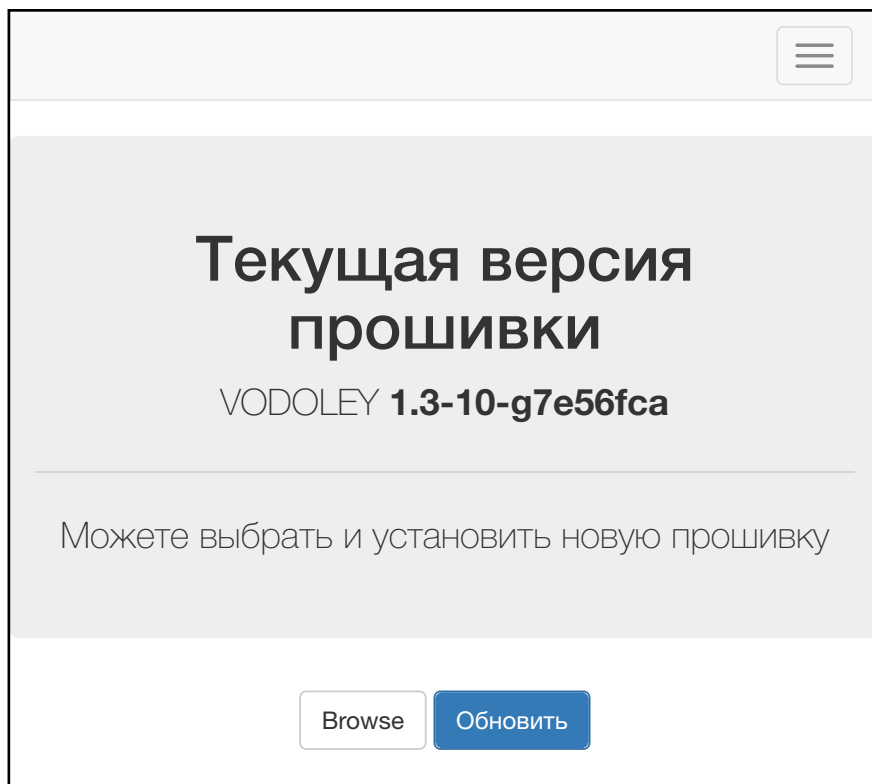 Текущая версия
прошивки
VODOLEY 1.3-10-g7e56fca
Можете выбрать и установить новую прошивку
Browse Обновить